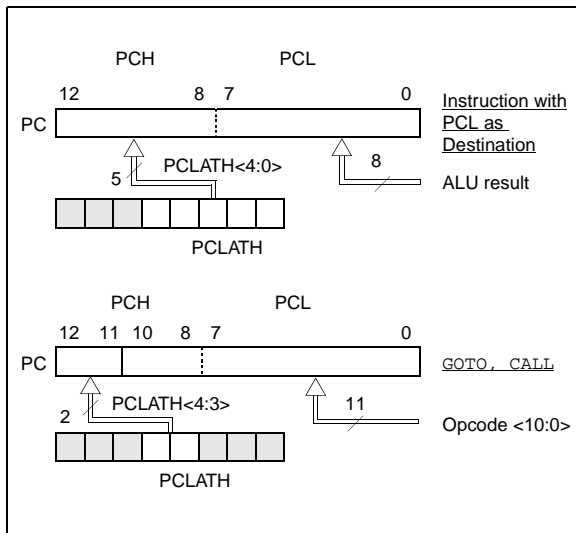 PCH PCL
12 8 7 0
PC
Instruction with
PCL as
Destination
5 PCLATH<4:0> 8
ALU result
PCLATH
PCH PCL
12 11 10 8 7 0
PC
GOTO, CALL
2 PCLATH<4:3> 11
Opcode <10:0>
PCLATH